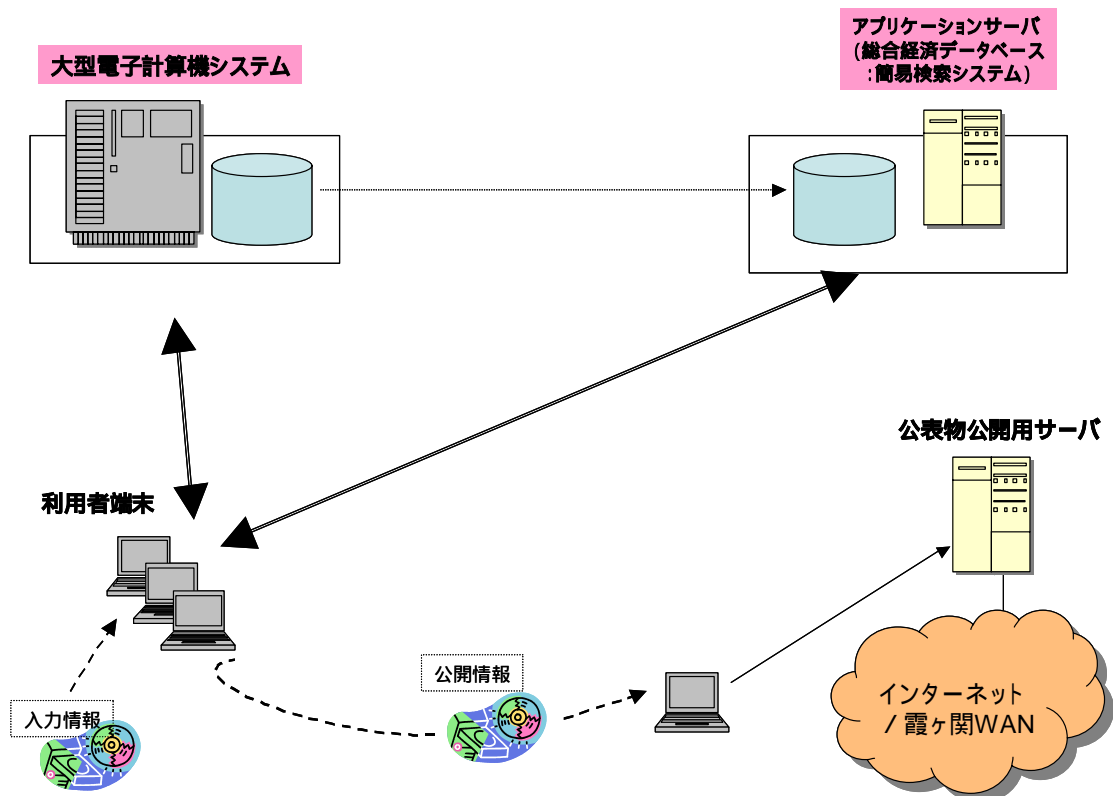 大型電子計算機システム
アプリケーションサーバ
(総合経済データベース
:簡易検索システム)
公表物公開用サーバ
利用者端末
公開情報
入力情報
インターネット
/ 霞ヶ関WAN